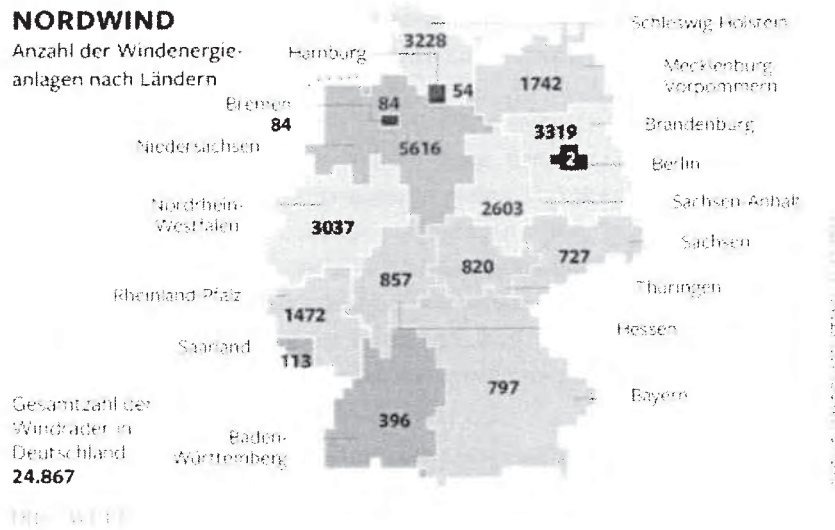 NORDWIND
Anzahl der Windenergie-
anlagen nach Ländern
Schleswig-Holstein
3228
Hamburg
54
Mecklenburg-
Vorpommern
1742
Bremen
84
84
Niedersachsen
5616
Brandenburg
3319
2
Berlin
Nordrhein-
Westfalen
3037
Sachsen-Anhalt
2603
Sachsen
727
857
820
Thüringen
Rheinland-Pfalz
1472
Hessen
Saarland
113
797
Bayern
396
Baden-
Württemberg
Gesamtzahl der
Windräder in
Deutschland
24.867